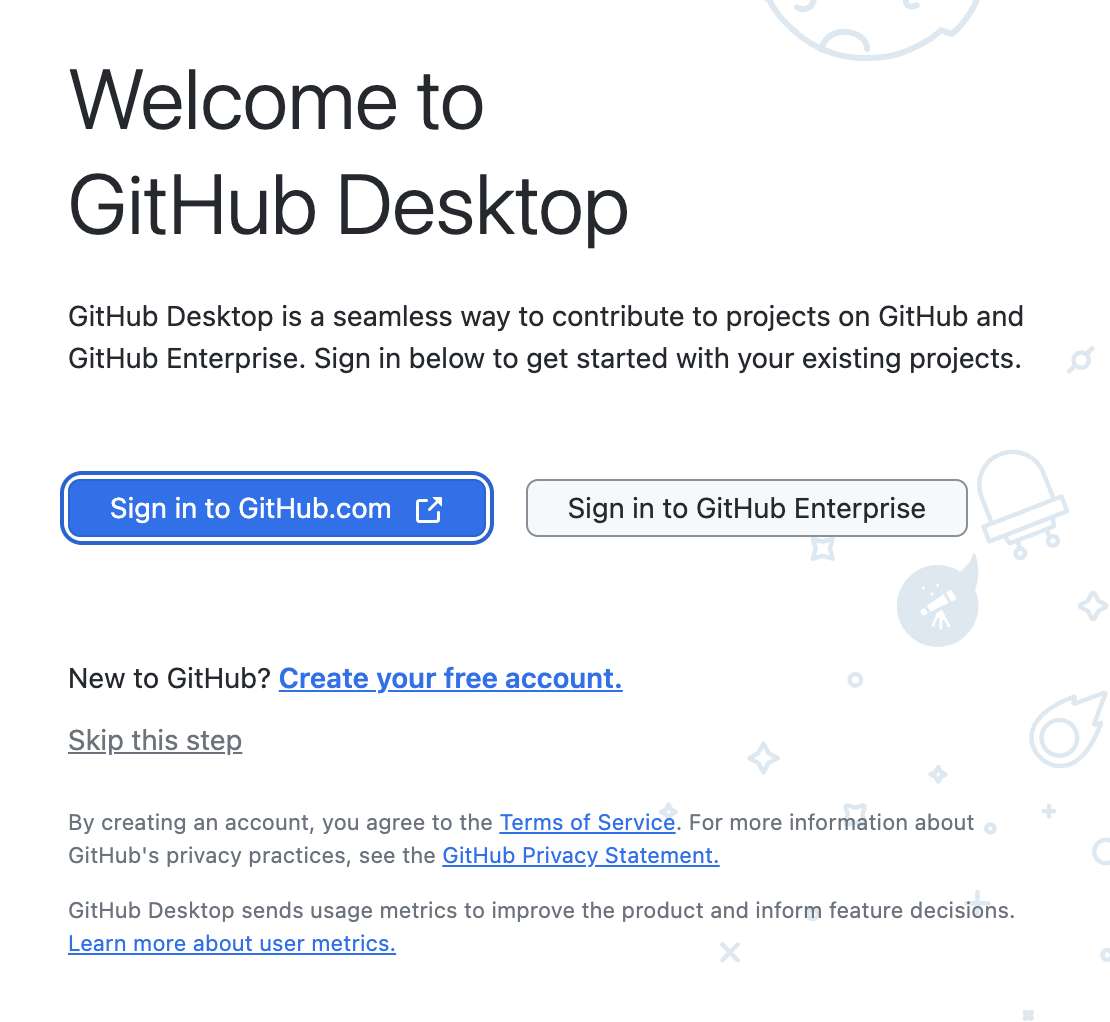 Welcome to
GitHub Desktop
GitHub Desktop is a seamless way to contribute to projects on GitHub and
GitHub Enterprise. Sign in below to get started with your existing projects.
Sign in to GitHub.com
Sign in to GitHub Enterprise
New to GitHub? Create your free account.
Skip this step
By creating an account, you agree to the Terms of Service. For more information about
GitHub's privacy practices, see the GitHub Privacy Statement.
GitHub Desktop sends usage metrics to improve the product and inform feature decisions.
Learn more about user metrics.